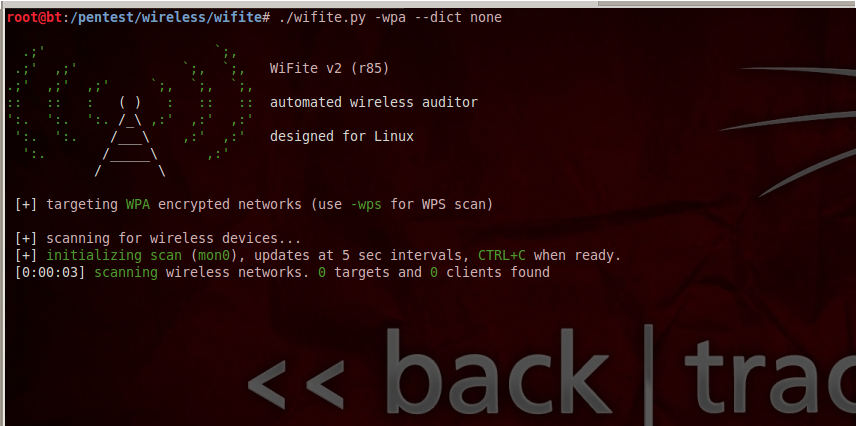 root@bt:/pentest/wireless/wifite# ./wifite.py -wpa --dict none
WiFite v2 (r85)
automated wireless auditor
designed for Linux
[+] targeting WPA encrypted networks (use -wps for WPS scan)
[+] scanning for wireless devices...
[+] initializing scan (mon0), updates at 5 sec intervals, CTRL+C when ready.
[0:00:03] scanning wireless networks. 0 targets and 0 clients found
<< back | trac